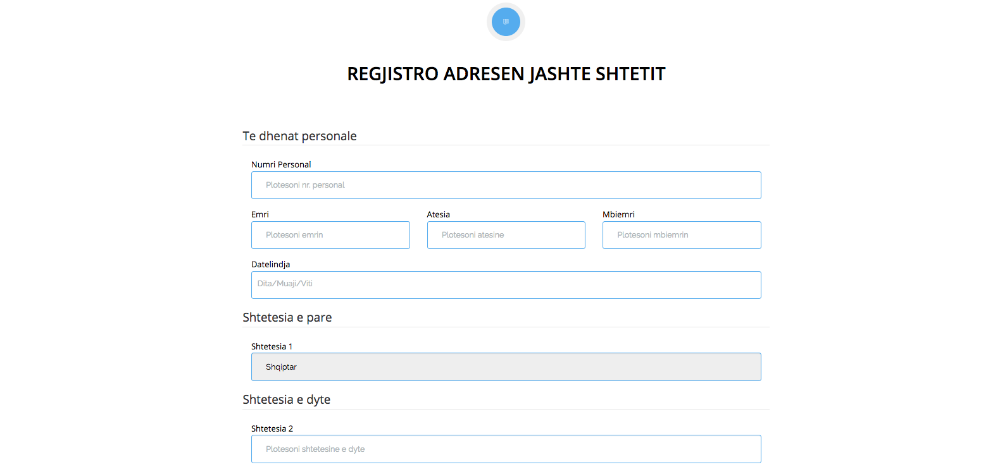 REGJISTRO ADRESEN JASHTE SHTETIT
Te dhenat personale
Numri Personal
Plotesoni nr. personal
Emri Atesia Mbiemri
Plotesoni emrin Plotesoni atesine Plotesoni mbiemrin
Datelindja
Dita/Muaji/Viti
Shtetesia e pare
Shtetesia 1
Shqiptar
Shtetesia e dyte
Shtetesia 2
Plotesoni shtetesine e dyte